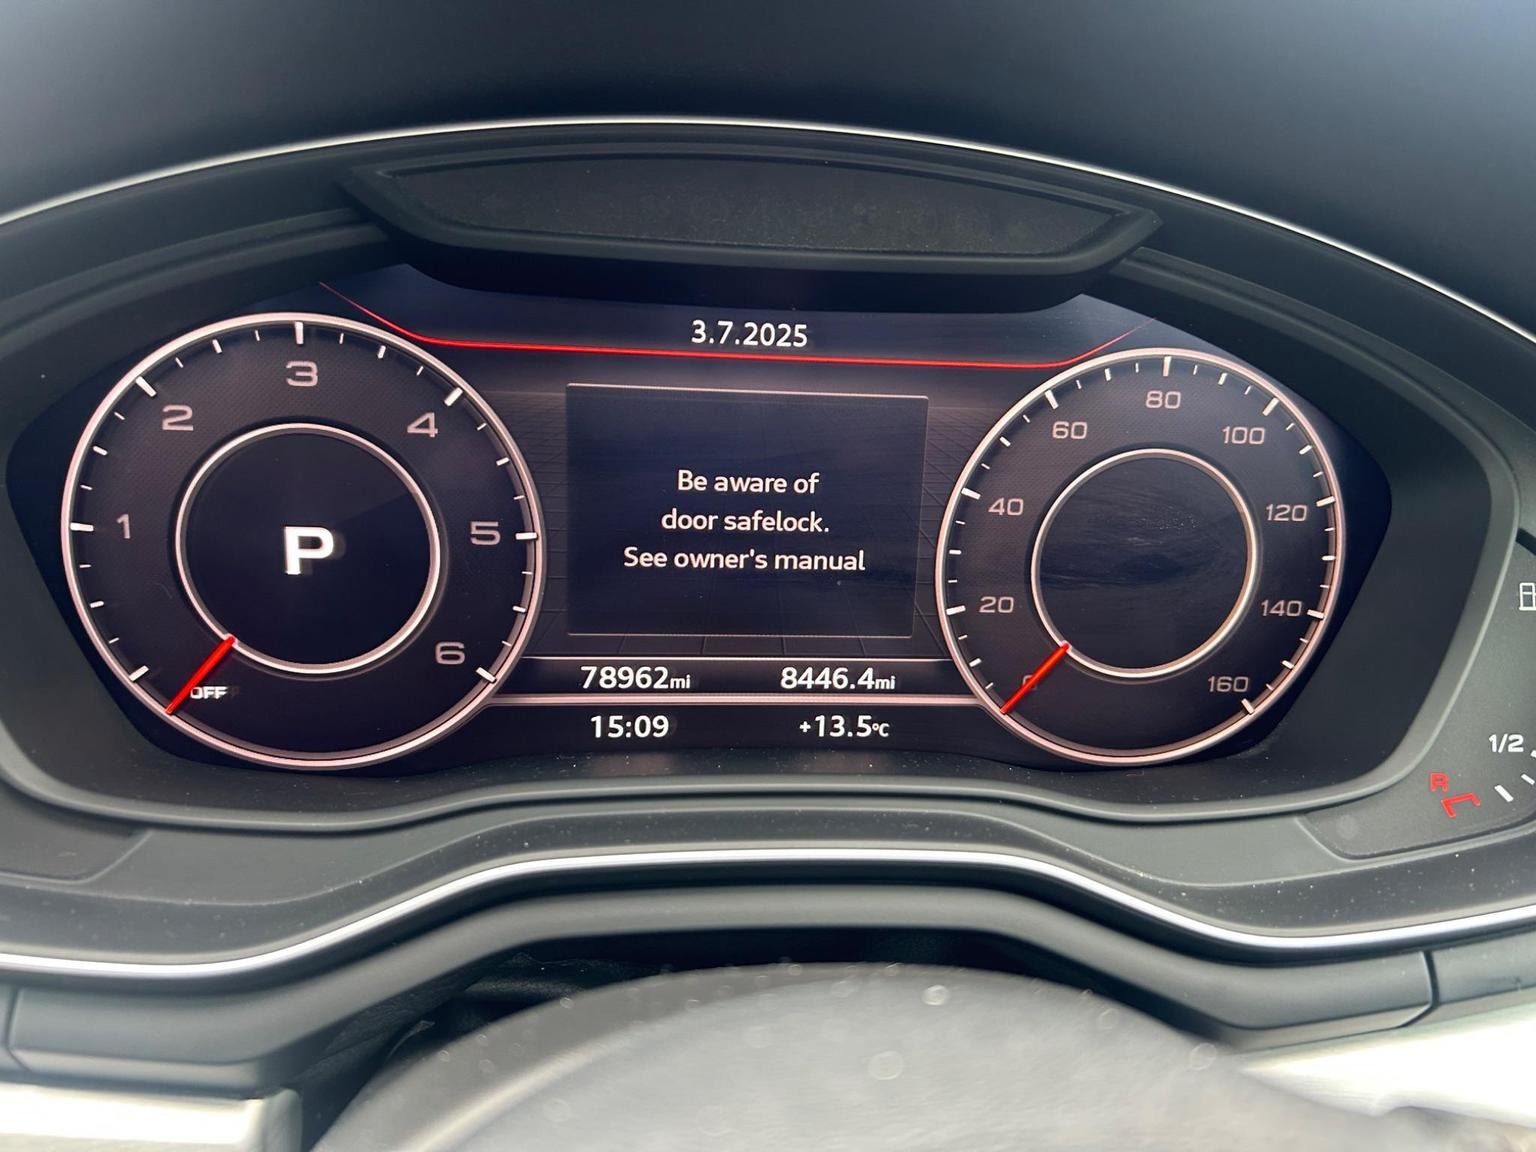 3.7.2025
1
2
3
4
5
6
OFF
P
Be aware of
door safelock.
See owner's manual
20
40
60
80
100
120
140
160
78962mi
8446.4mi
15:09
+13.5°C
1/2
R